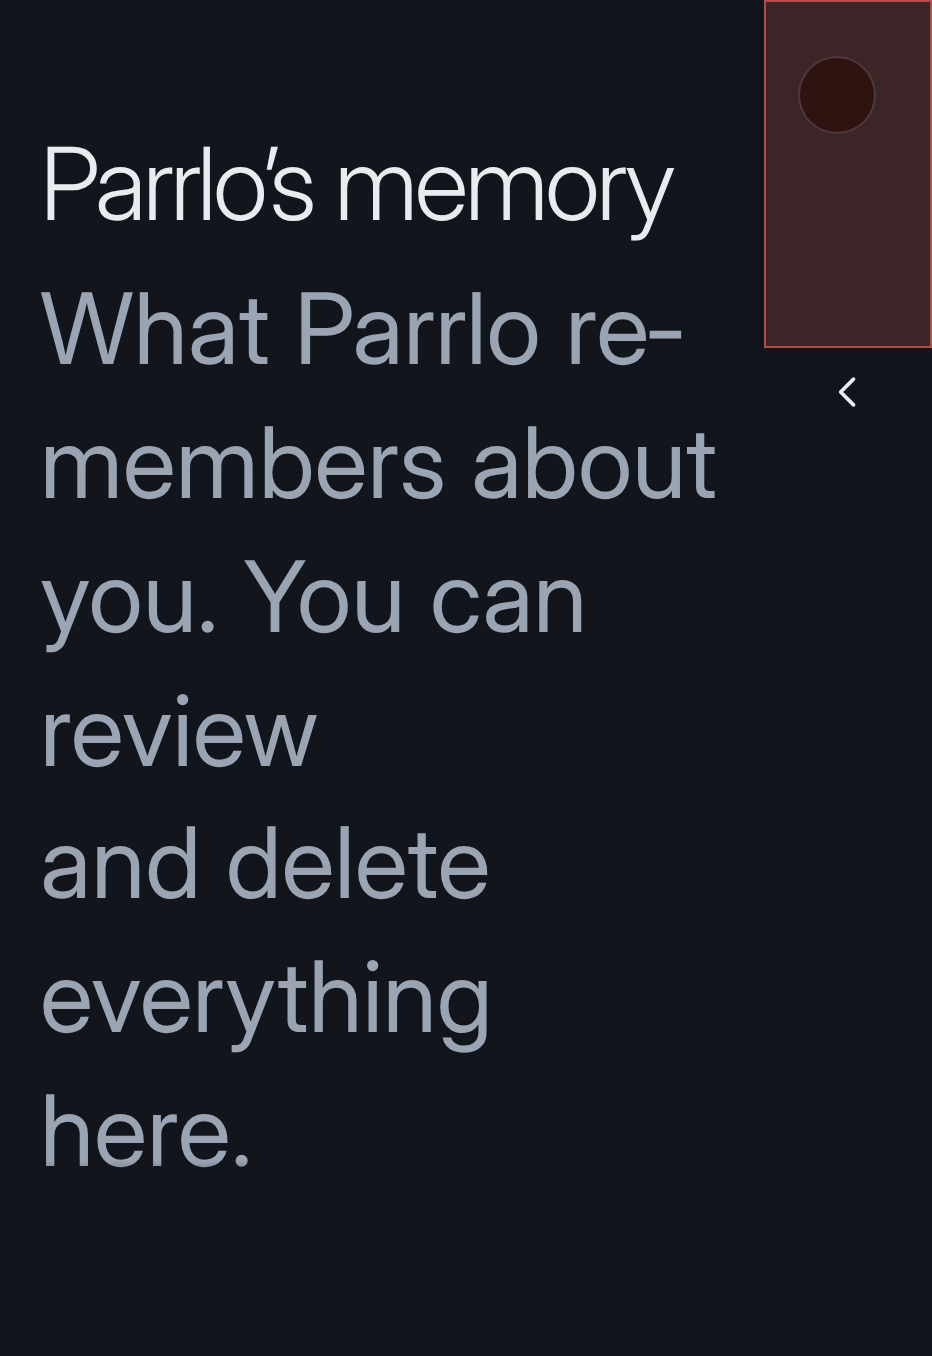 Parrlo’s memory
What Parrlo re-
members about
you. You can
review
and delete
everything
here.